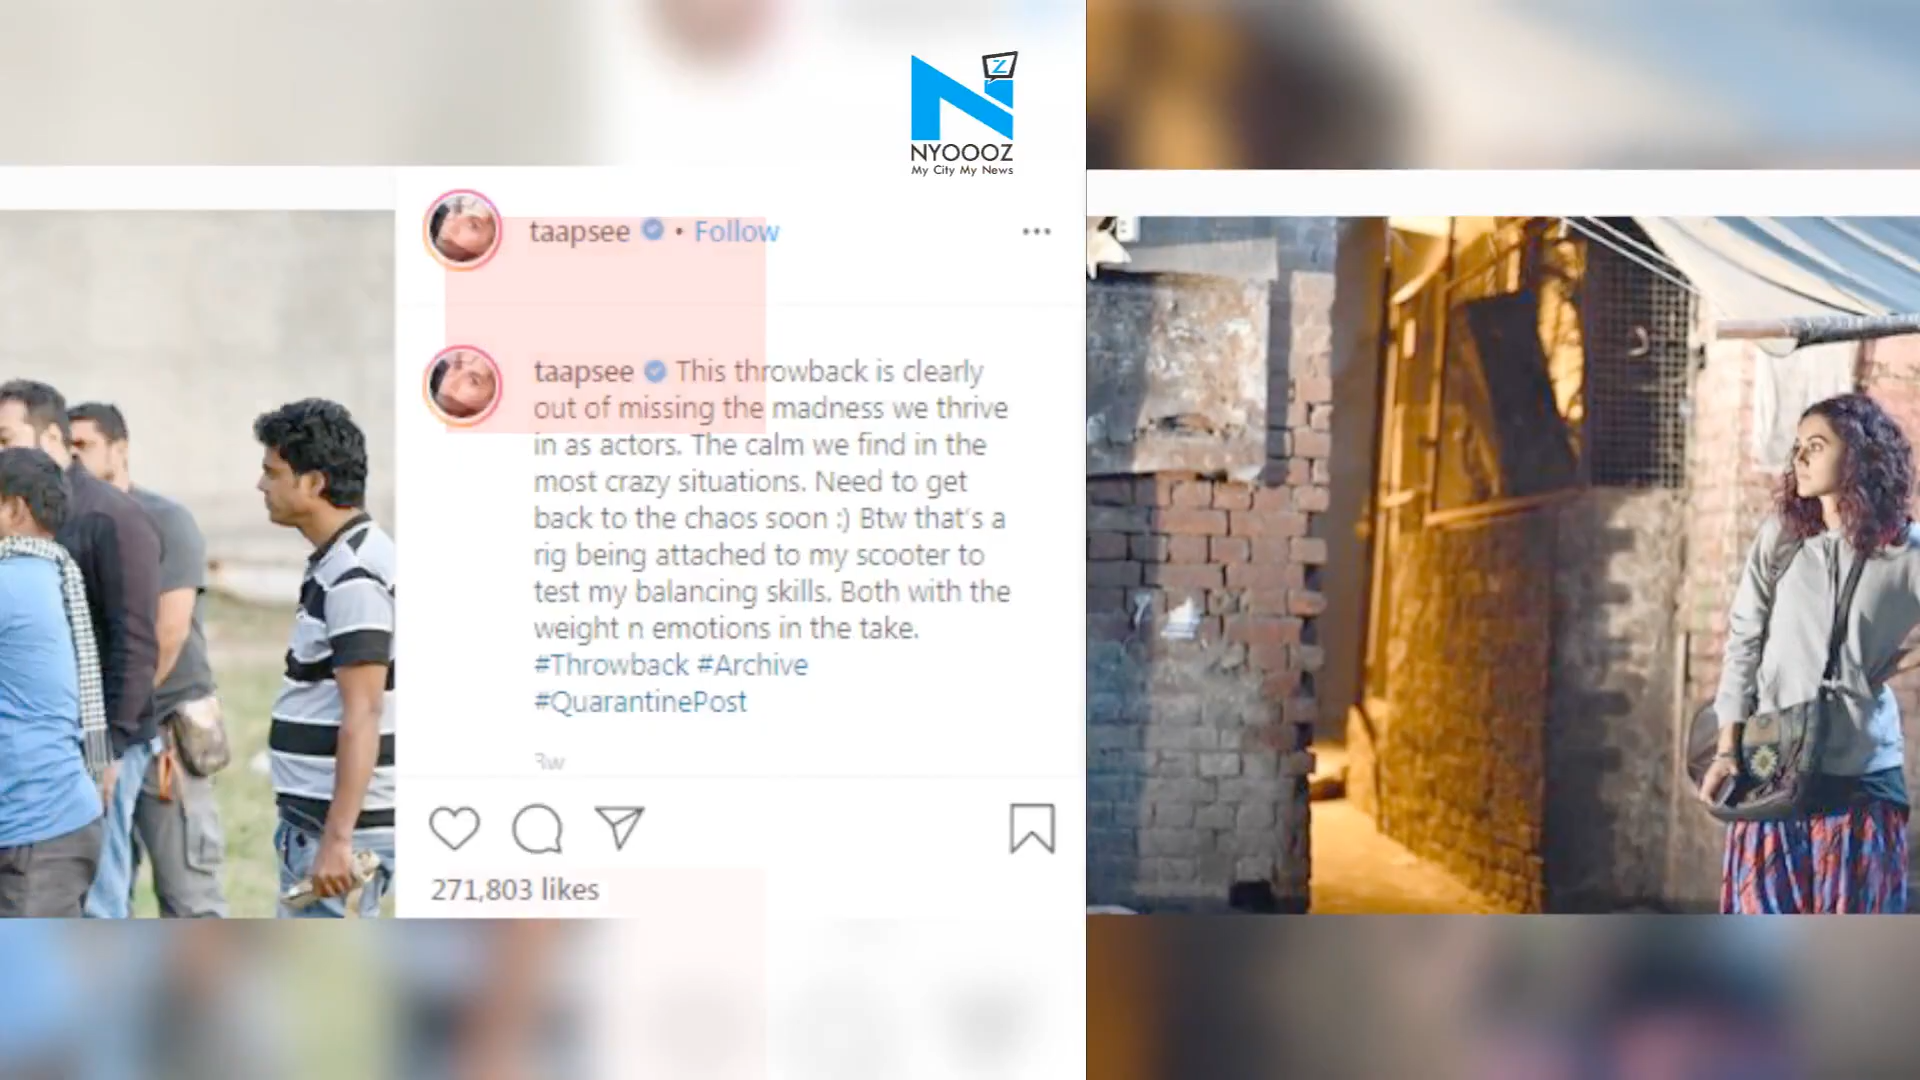 Z
NYOOOZ
My City My News
taapsee • Follow
taapsee This throwback is clearly
out of missing the madness we thrive
in as actors. The calm we find in the
most crazy situations. Need to get
back to the chaos soon :) Btw that's a
rig being attached to my scooter to
test my balancing skills. Both with the
weight n emotions in the take.
#Throwback #Archive
#QuarantinePost
3w
271,803 likes